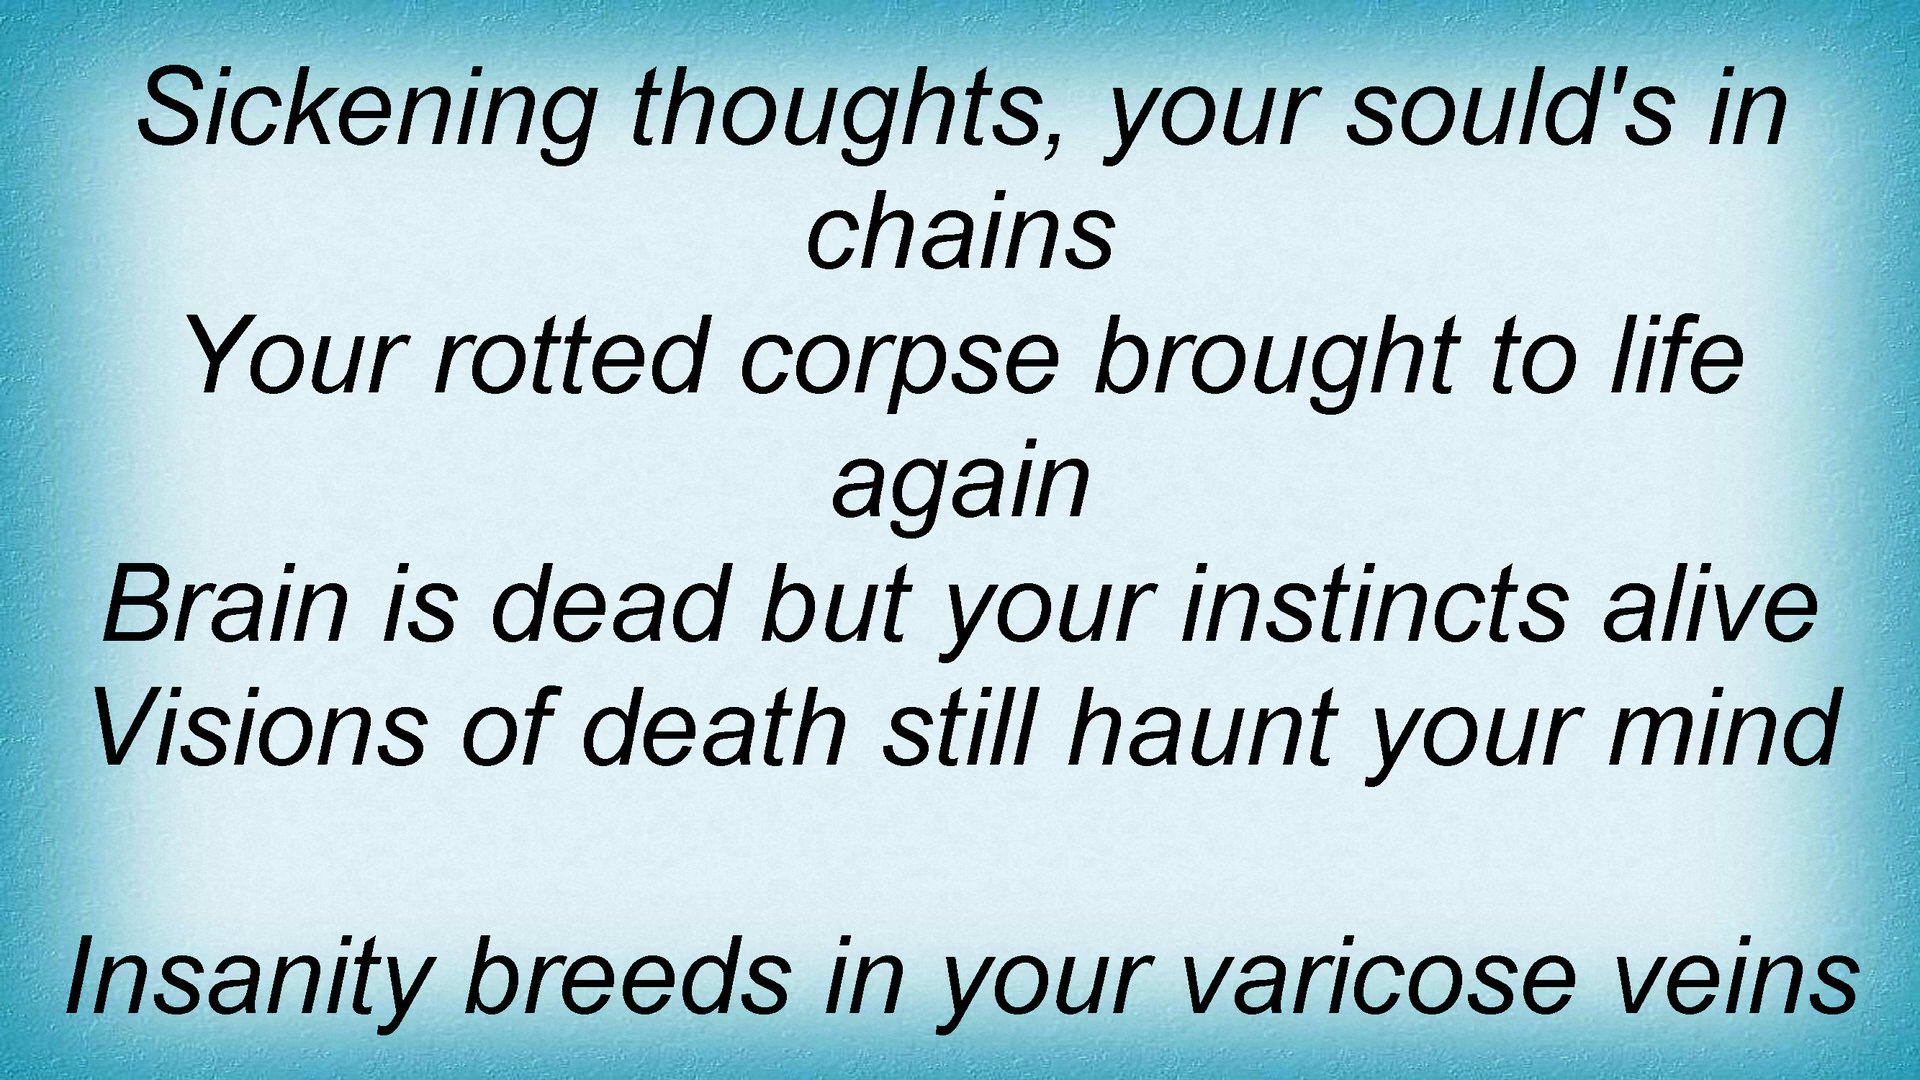 Sickening thoughts, your sould's in
chains
Your rotted corpse brought to life
again
Brain is dead but your instincts alive
Visions of death still haunt your mind
Insanity breeds in your varicose veins